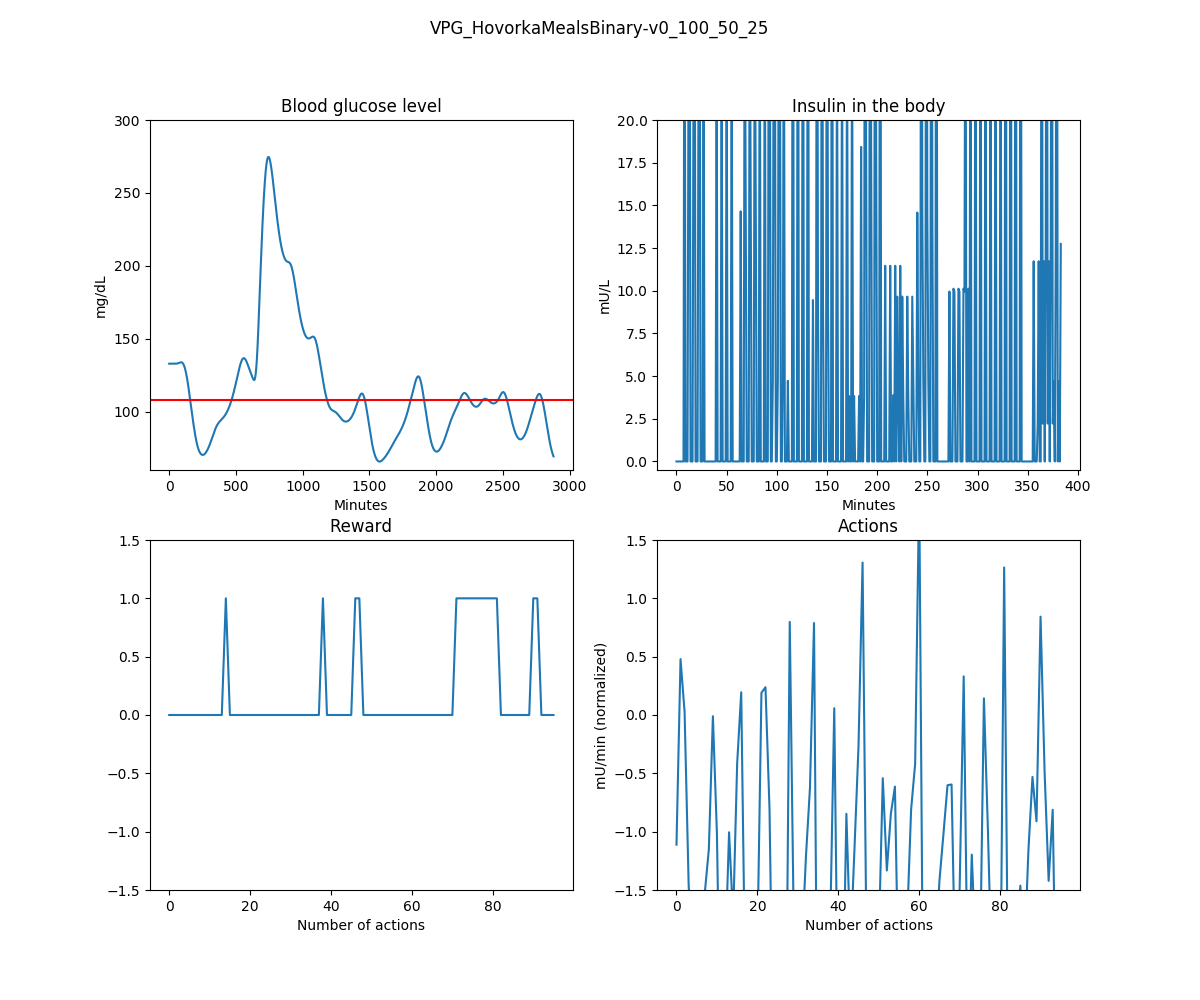 VPG_HovorkaMealsBinary-v0_100_50_25
Blood glucose level
300
250
200
150
100
mg/dL
0 500 1000 1500 2000 2500 3000
Minutes
Insulin in the body
20.0
17.5
15.0
12.5
10.0
7.5
5.0
2.5
0.0
mU/L
0 50 100 150 200 250 300 350 400
Minutes
Reward
1.5
1.0
0.5
0.0
−0.5
−1.0
−1.5
0 20 40 60 80
Number of actions
Actions
1.5
1.0
0.5
0.0
−0.5
−1.0
−1.5
mU/min (normalized)
0 20 40 60 80
Number of actions